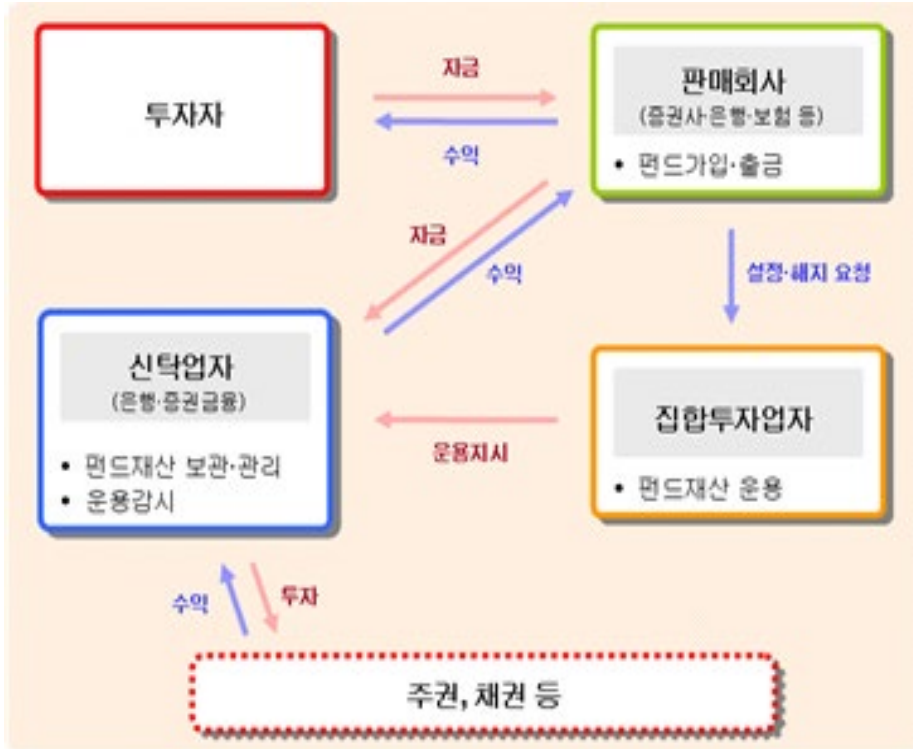 투자자
자금
수익
판매회사
(증권사·은행·보험 등)
• 펀드가입·출금
자금
수익
설정·해지 요청
신탁업자
(은행·증권금융)
• 펀드재산 보관·관리
• 운용감시
운용지시
집합투자업자
• 펀드재산 운용
수익
투자
주권, 채권 등